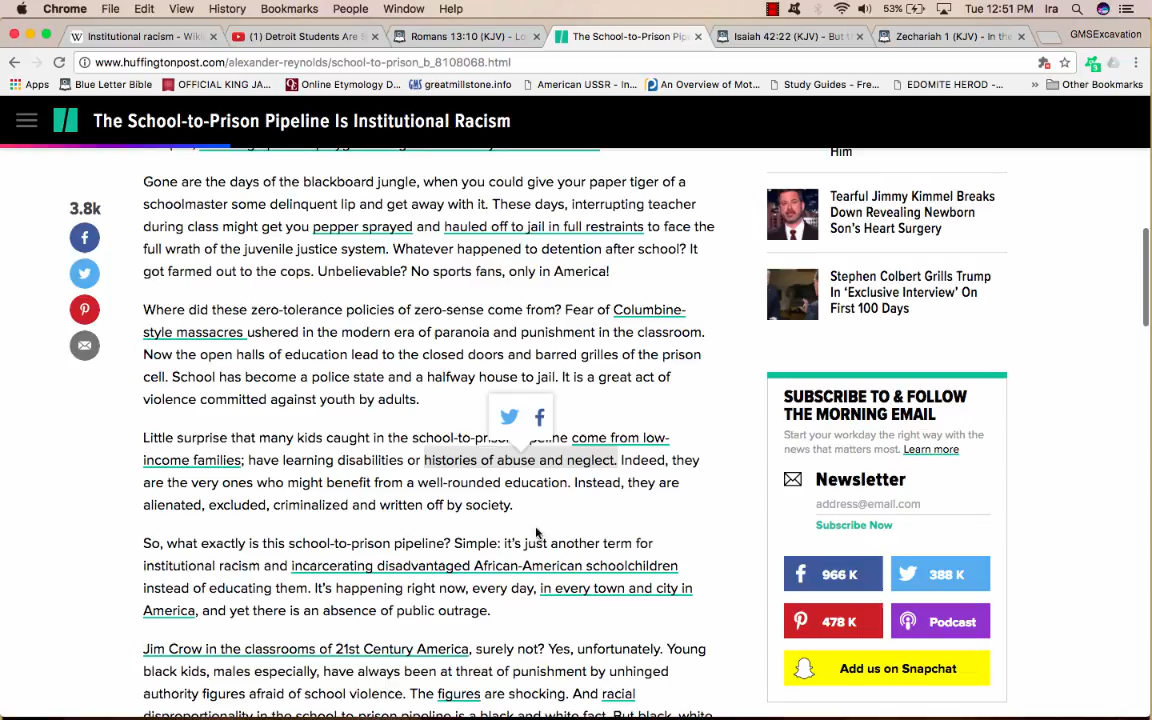 Chrome File Edit View History Bookmarks People Window Help 53% Tue 12:51 PM Ira
Institutional racism - Wiki
(1) Detroit Students Are S
Romans 13:10 (KJV) - Lo
The School-to-Prison Pip
Isaiah 42:22 (KJV) - But t
Zechariah 1 (KJV) - In the
GMSExcavation
www.huffingtonpost.com/alexander-reynolds/school-to-prison_b_8108068.html
Apps Blue Letter Bible OFFICIAL KING JA... Online Etymology D... greatmillstone.info American USSR - In... An Overview of Mot... Study Guides - Fre... EDOMITE HEROD - ... » Other Bookmarks
The School-to-Prison Pipeline Is Institutional Racism
Gone are the days of the blackboard jungle, when you could give your paper tiger of a
schoolmaster some delinquent lip and get away with it. These days, interrupting teacher
during class might get you pepper sprayed and hauled off to jail in full restraints to face the
full wrath of the juvenile justice system. Whatever happened to detention after school? It
got farmed out to the cops. Unbelievable? No sports fans, only in America!
Where did these zero-tolerance policies of zero-sense come from? Fear of Columbine-
style massacres ushered in the modern era of paranoia and punishment in the classroom.
Now the open halls of education lead to the closed doors and barred grilles of the prison
cell. School has become a police state and a halfway house to jail. It is a great act of
violence committed against youth by adults.
Little surprise that many kids caught in the school-to-prison pipeline come from low-
income families; have learning disabilities or histories of abuse and neglect. Indeed, they
are the very ones who might benefit from a well-rounded education. Instead, they are
alienated, excluded, criminalized and written off by society.
So, what exactly is this school-to-prison pipeline? Simple: it's just another term for
institutional racism and incarcerating disadvantaged African-American schoolchildren
instead of educating them. It's happening right now, every day, in every town and city in
America, and yet there is an absence of public outrage.
Jim Crow in the classrooms of 21st Century America, surely not? Yes, unfortunately. Young
black kids, males especially, have always been at threat of punishment by unhinged
authority figures afraid of school violence. The figures are shocking. And racial
disproportionality in the school-to-prison pipeline is a black and white fact. But black, white
3.8k
Him
Tearful Jimmy Kimmel Breaks
Down Revealing Newborn
Son's Heart Surgery
Stephen Colbert Grills Trump
In 'Exclusive Interview' On
First 100 Days
SUBSCRIBE TO & FOLLOW
THE MORNING EMAIL
Start your workday the right way with the
news that matters most. Learn more
Newsletter
address@email.com
Subscribe Now
966 K
388 K
478 K
Podcast
Add us on Snapchat